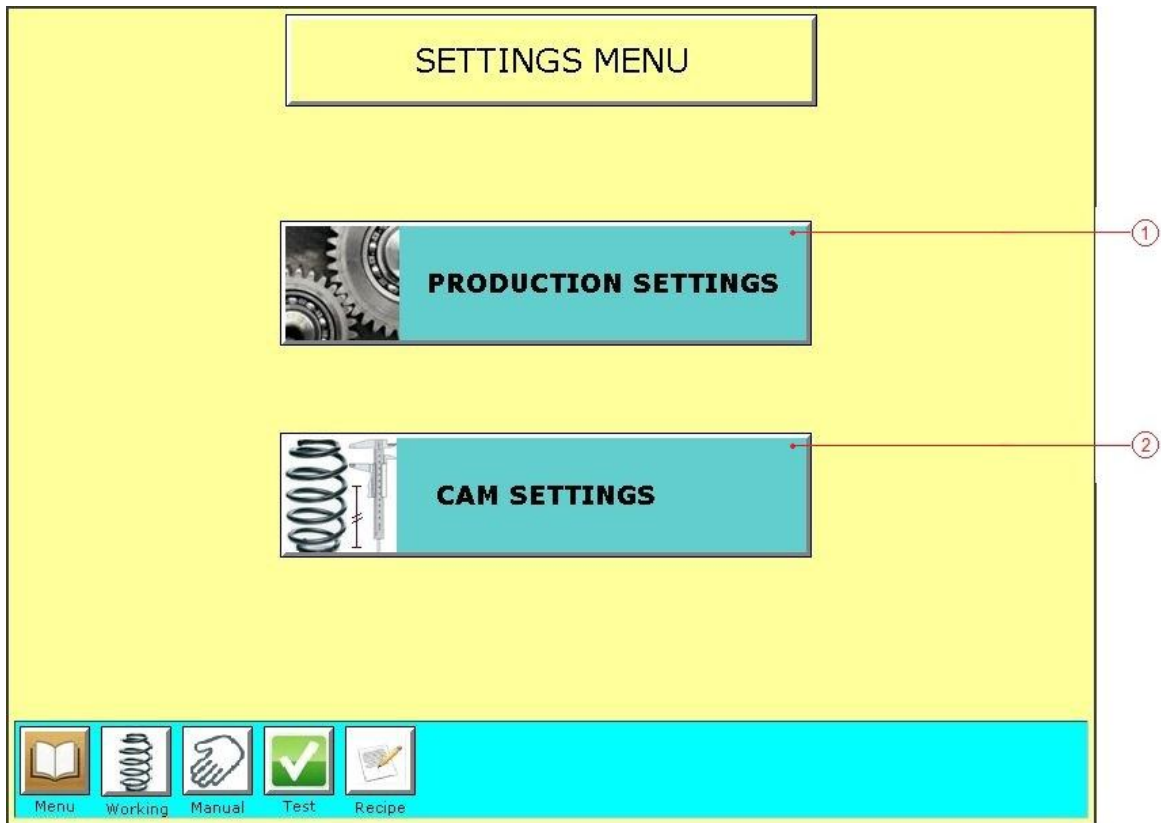 SETTINGS MENU
PRODUCTION SETTINGS
1
CAM SETTINGS
2
Menu Working Manual Test Recipe